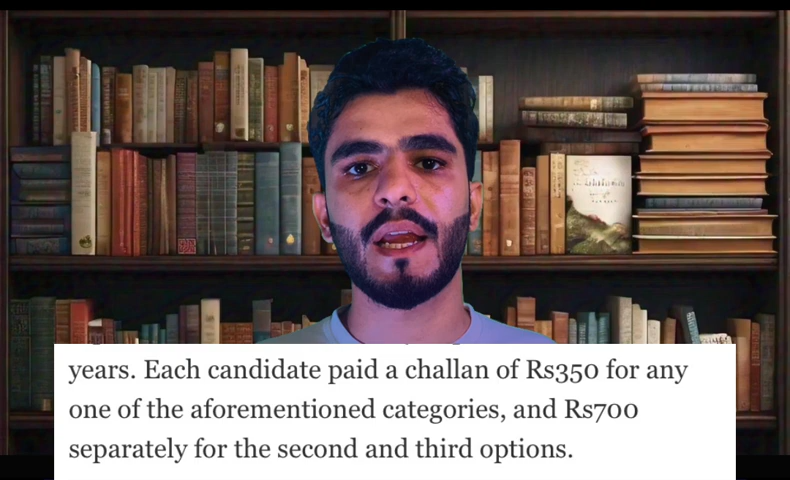 years. Each candidate paid a challan of Rs350 for any
one of the aforementioned categories, and Rs700
separately for the second and third options.